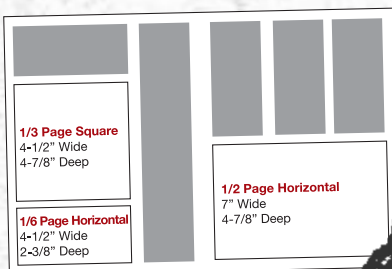 1/3 Page Square
4-1/2" Wide
4-7/8" Deep
1/6 Page Horizontal
4-1/2" Wide
2-3/8" Deep
1/2 Page Horizontal
7" Wide
4-7/8" Deep